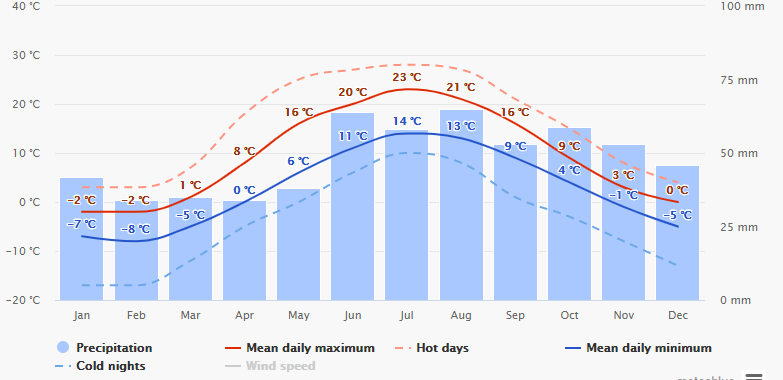 40 °C
100 mm
30 °C
75 mm
20 °C
10 °C
50 mm
0 °C
25 mm
−10 °C
−20 °C
0 mm
23 °C
20 °C
21 °C
16 °C
16 °C
14 °C
13 °C
11 °C
8 °C
9 °C
9 °C
6 °C
4 °C
1 °C
0 °C
3 °C
−2 °C
−2 °C
−1 °C
0 °C
−7 °C
−8 °C
−5 °C
−5 °C
Jan Feb Mar Apr May Jun Jul Aug Sep Oct Nov Dec
Precipitation Mean daily maximum Hot days Mean daily minimum
Cold nights Wind speed